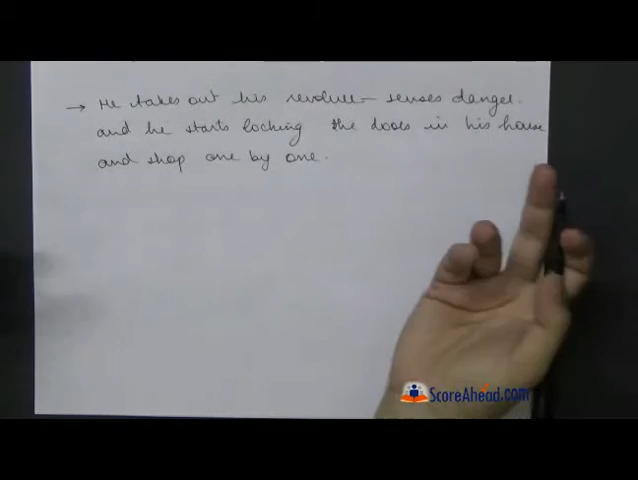 → He takes out his revolver - senses danger.
and he starts locking the doors in his house
and shop one by one.
ScoreAhead.com